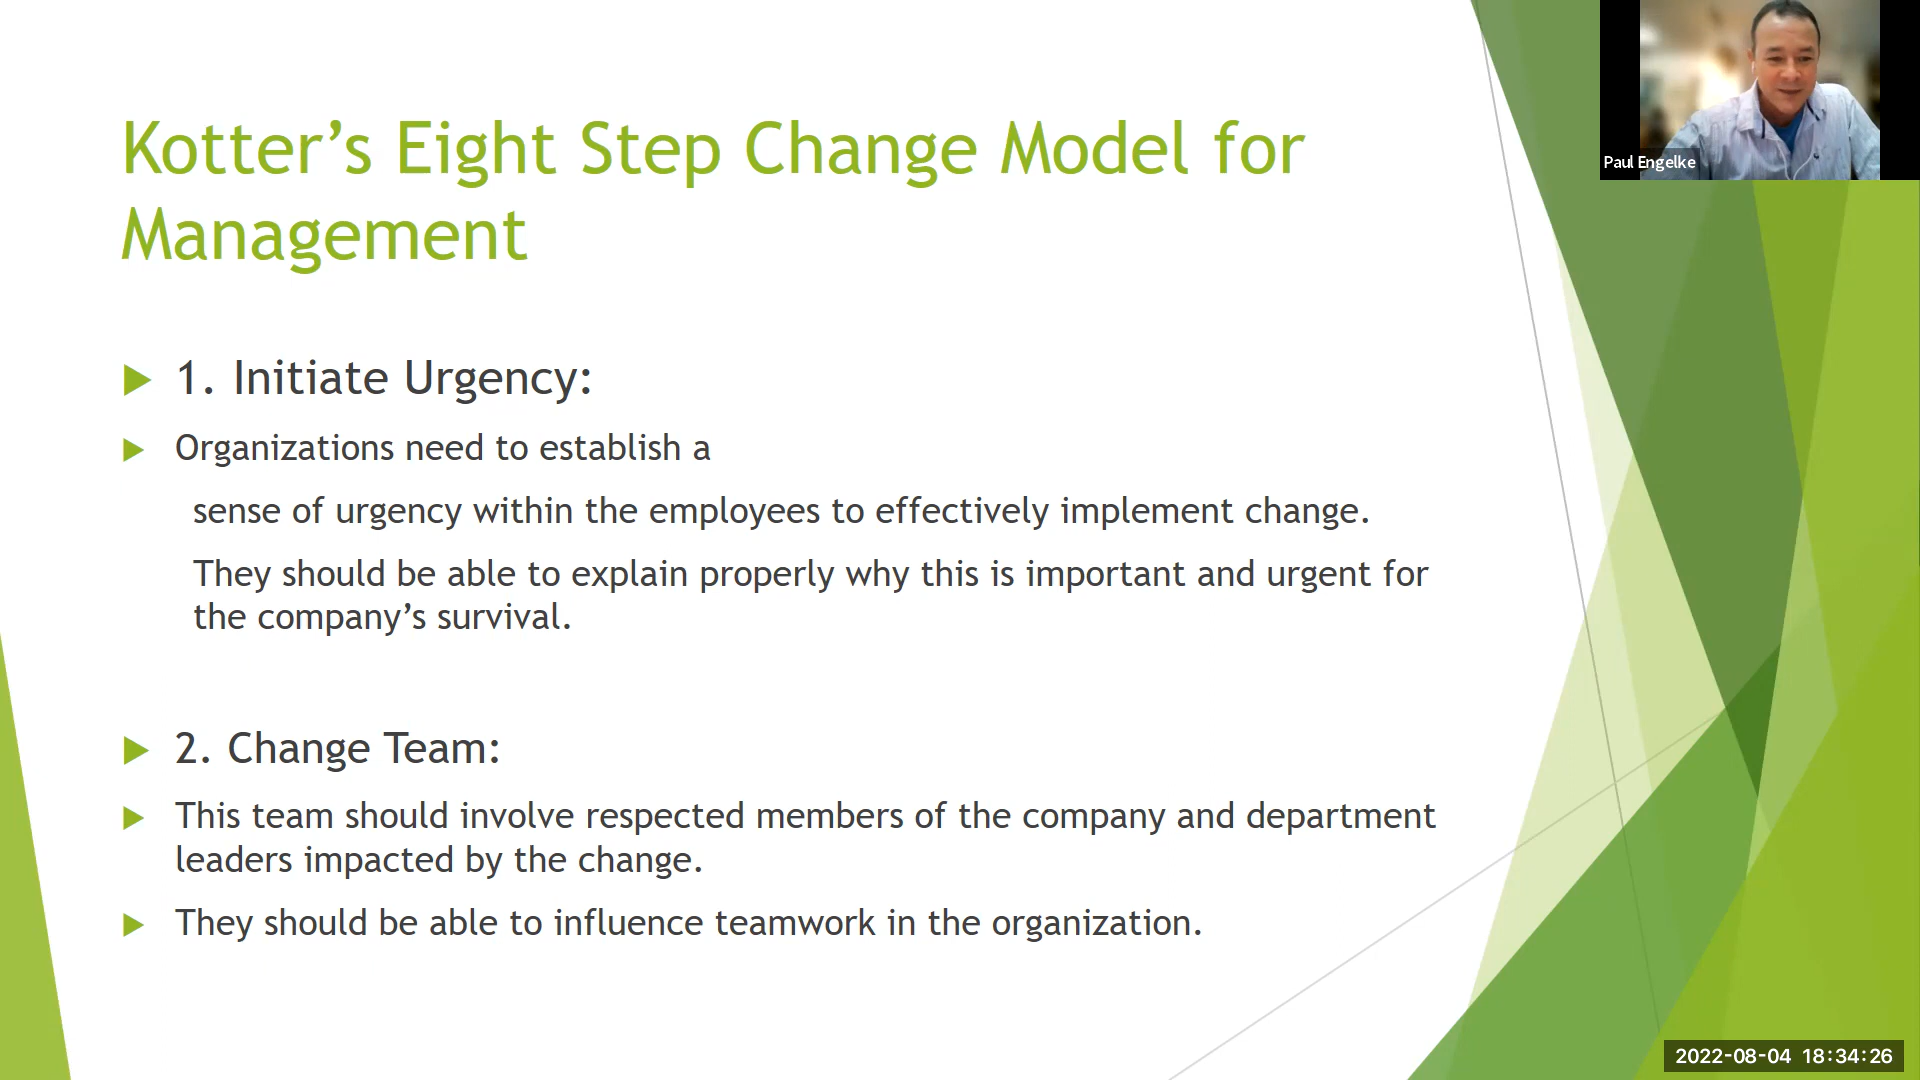 Kotter’s Eight Step Change Model for
Management
1. Initiate Urgency:
Organizations need to establish a
sense of urgency within the employees to effectively implement change.
They should be able to explain properly why this is important and urgent for
the company’s survival.
2. Change Team:
This team should involve respected members of the company and department
leaders impacted by the change.
They should be able to influence teamwork in the organization.
Paul Engelke
2022-08-04 18:34:26